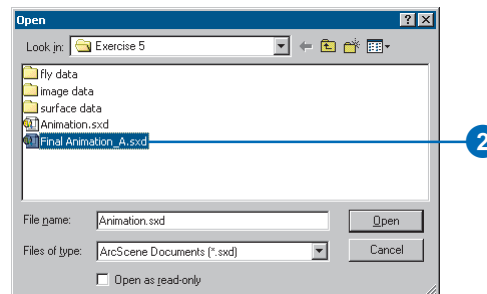 Open
Look in: Exercise 5
fly data
image data
surface data
Animation.sxd
Final Animation_A.sxd
2
File name: Animation.sxd Open
Files of type: ArcScene Documents (*.sxd) Cancel
Open as read-only